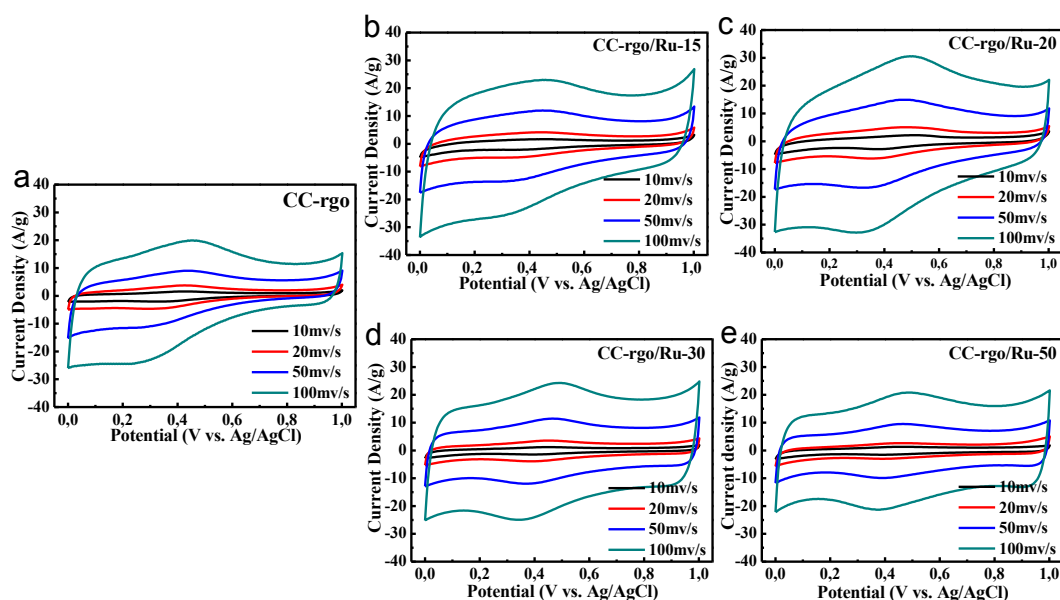 a
CC-rgo
Current Density (A/g)
40
30
20
10
0
-10
-20
-30
-40
10mv/s
20mv/s
50mv/s
100mv/s
0,0 0,2 0,4 0,6 0,8 1,0
Potential (V vs. Ag/AgCl)
b
CC-rgo/Ru-15
Current Density (A/g)
40
30
20
10
0
-10
-20
-30
-40
10mv/s
20mv/s
50mv/s
100mv/s
0,0 0,2 0,4 0,6 0,8 1,0
Potential (V vs. Ag/AgCl)
c
CC-rgo/Ru-20
Current Density (A/g)
40
30
20
10
0
-10
-20
-30
-40
10mv/s
20mv/s
50mv/s
100mv/s
0,0 0,2 0,4 0,6 0,8 1,0
Potential (V vs. Ag/AgCl)
d
CC-rgo/Ru-30
Current Density (A/g)
40
30
20
10
0
-10
-20
-30
-40
10mv/s
20mv/s
50mv/s
100mv/s
0,0 0,2 0,4 0,6 0,8 1,0
Potential (V vs. Ag/AgCl)
e
CC-rgo/Ru-50
Current density (A/g)
40
30
20
10
0
-10
-20
-30
-40
10mv/s
20mv/s
50mv/s
100mv/s
0,0 0,2 0,4 0,6 0,8 1,0
Potential (V vs. Ag/AgCl)